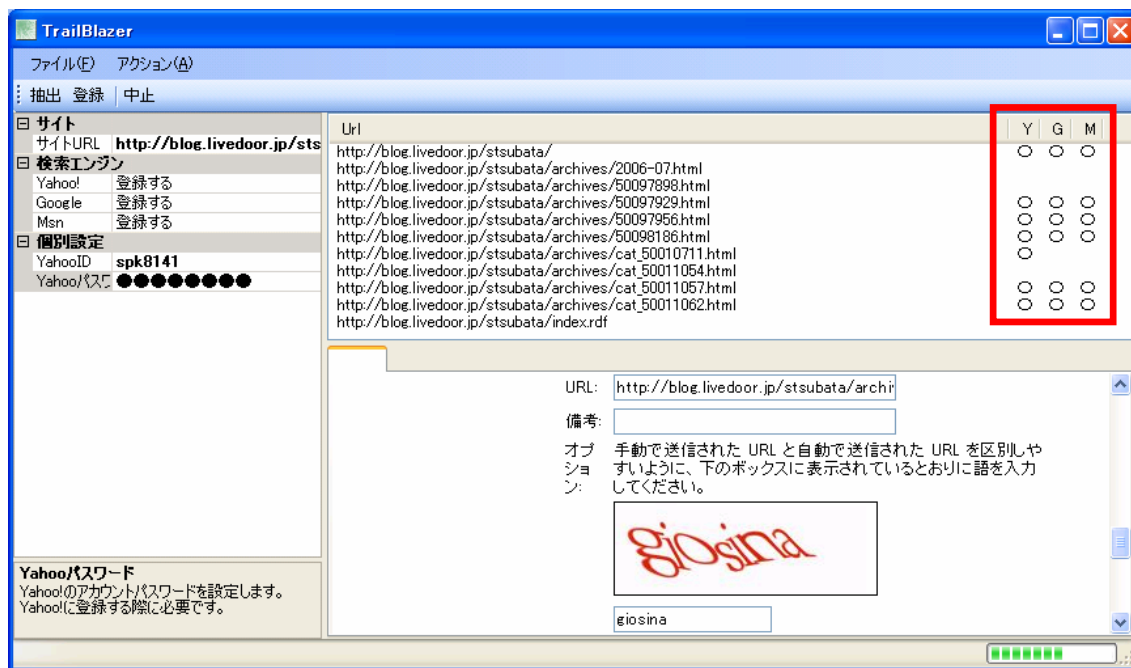 TrailBlazer
ファイル(F) アクション(A)
抽出 登録 中止
サイト
サイトURL http://blog.livedoor.jp/sts
検索エンジン
Yahoo! 登録する
Google 登録する
Msn 登録する
個別設定
YahooID spk8141
Yahooパスワ ●●●●●●●●
Yahooパスワード
Yahoo!のアカウントパスワードを設定します。
Yahoo!に登録する際に必要です。
Url Y G M
http://blog.livedoor.jp/stsubata/ ○ ○ ○
http://blog.livedoor.jp/stsubata/archives/2006-07.html
http://blog.livedoor.jp/stsubata/archives/50097898.html
http://blog.livedoor.jp/stsubata/archives/50097929.html ○ ○ ○
http://blog.livedoor.jp/stsubata/archives/50097956.html ○ ○ ○
http://blog.livedoor.jp/stsubata/archives/50098186.html ○ ○ ○
http://blog.livedoor.jp/stsubata/archives/cat_50010711.html ○
http://blog.livedoor.jp/stsubata/archives/cat_50011054.html
http://blog.livedoor.jp/stsubata/archives/cat_50011057.html ○ ○ ○
http://blog.livedoor.jp/stsubata/archives/cat_50011062.html ○ ○ ○
http://blog.livedoor.jp/stsubata/index.rdf
URL: http://blog.livedoor.jp/stsubata/archi
備考:
オプション: 手動で送信された URL と自動で送信された URL を区別しや
すいように、下のボックスに表示されているとおりに語を入力
してください。
giosina
giosina